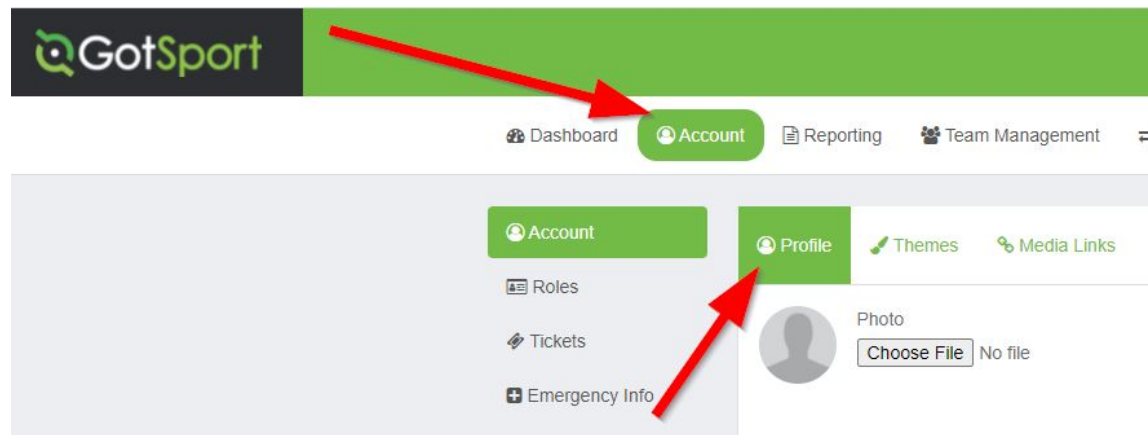 GotSport
Dashboard Account Reporting Team Management
Account
Profile Themes Media Links
Roles
Photo
Tickets
Choose File No file
Emergency Info